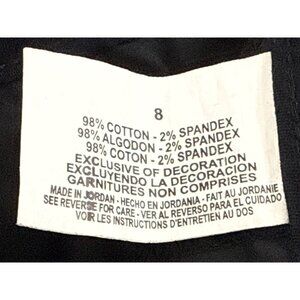 8
98% COTTON - 2% SPANDEX
98% ALGODON - 2% SPANDEX
98% COTON - 2% SPANDEX
EXCLUSIVE OF DECORATION
EXCLUYENDO LA DECORACION
GARNITURES NON COMPRISES
MADE IN JORDAN - HECHO EN JORDANIA - FAIT AU JORDANIE
SEE REVERSE FOR CARE - VER AL REVERSO PARA EL CUIDADO
VOIR LES INSTRUCTIONS D'ENTRETIEN AU DOS